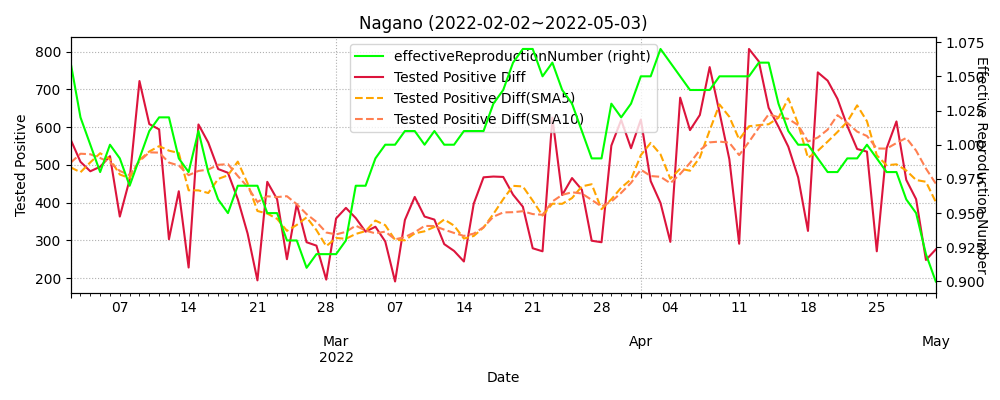 Nagano (2022-02-02~2022-05-03)
effectiveReproductionNumber (right)
Tested Positive Diff
Tested Positive Diff(SMA5)
Tested Positive Diff(SMA10)
Tested Positive
800
700
600
500
400
300
200
1.075
1.050
1.025
1.000
0.975
0.950
0.925
0.900
Effective Reproduction Number
07 14 21 28 07 14 21 28 04 11 18 25
Mar Apr May
2022
Date